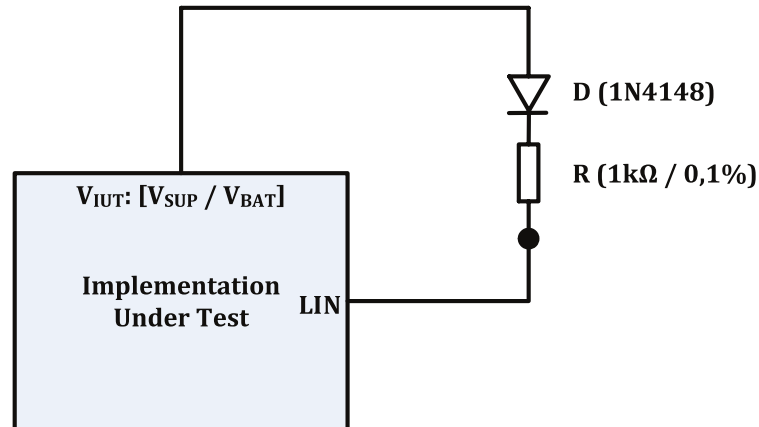 D (1N4148)
R (1kΩ / 0,1%)
VIUT: [VSUP / VBAT]
Implementation
Under Test
LIN